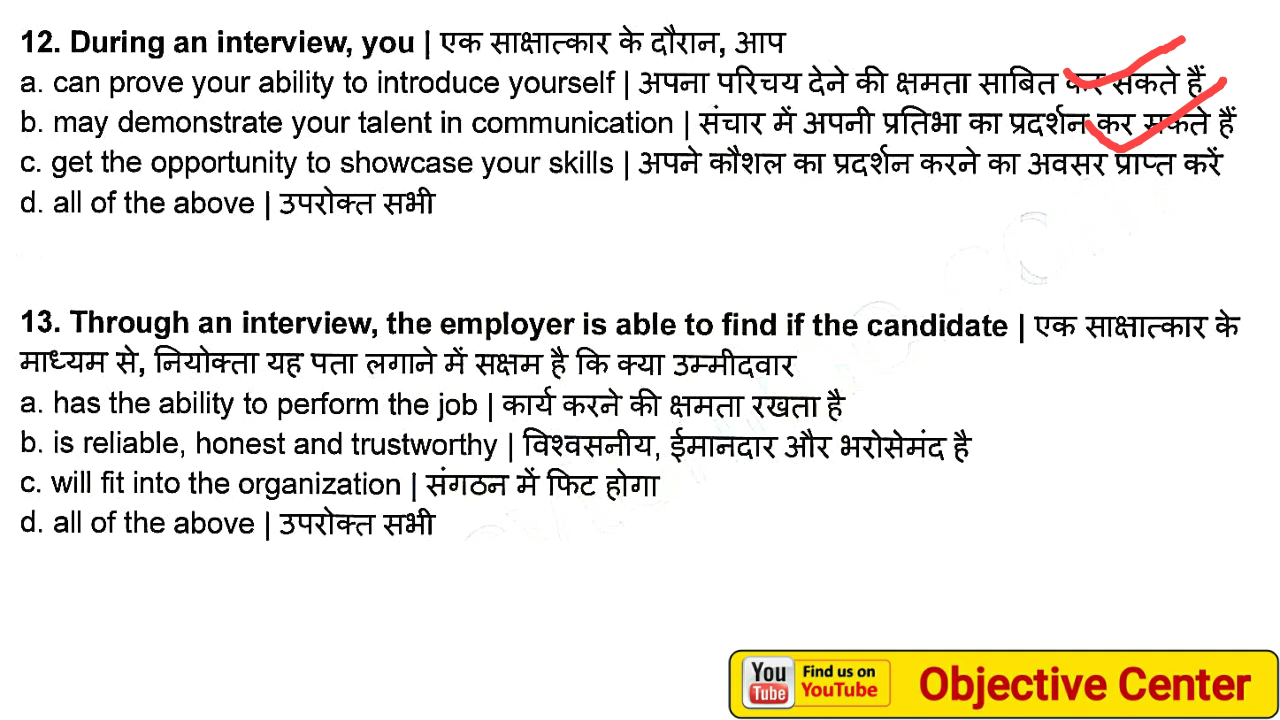 12. During an interview, you | एक साक्षात्कार के दौरान, आप
a. can prove your ability to introduce yourself | अपना परिचय देने की क्षमता साबित कर सकते हैं
b. may demonstrate your talent in communication | संचार में अपनी प्रतिभा का प्रदर्शन कर सकते हैं
c. get the opportunity to showcase your skills | अपने कौशल का प्रदर्शन करने का अवसर प्राप्त करें
d. all of the above | उपरोक्त सभी
13. Through an interview, the employer is able to find if the candidate | एक साक्षात्कार के
माध्यम से, नियोक्ता यह पता लगाने में सक्षम है कि क्या उम्मीदवार
a. has the ability to perform the job | कार्य करने की क्षमता रखता है
b. is reliable, honest and trustworthy | विश्वसनीय, ईमानदार और भरोसेमंद है
c. will fit into the organization | संगठन में फिट होगा
d. all of the above | उपरोक्त सभी
You Tube Find us on YouTube Objective Center